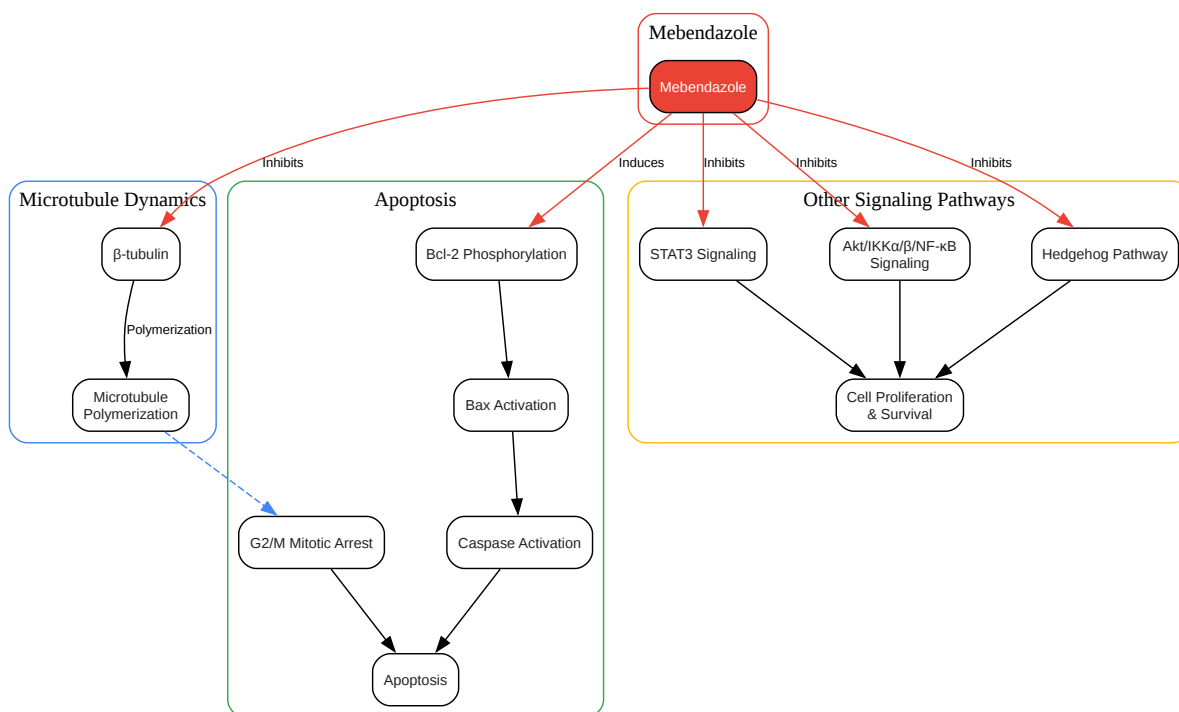 Mebendazole
Mebendazole
Inhibits
Induces
Inhibits
Inhibits
Inhibits
Microtubule Dynamics
Apoptosis
Other Signaling Pathways
β-tubulin
Bcl-2 Phosphorylation
STAT3 Signaling
Akt/IKKα/β/NF-κB
Signaling
Hedgehog Pathway
Polymerization
Microtubule
Polymerization
Bax Activation
Cell Proliferation
& Survival
G2/M Mitotic Arrest
Caspase Activation
Apoptosis